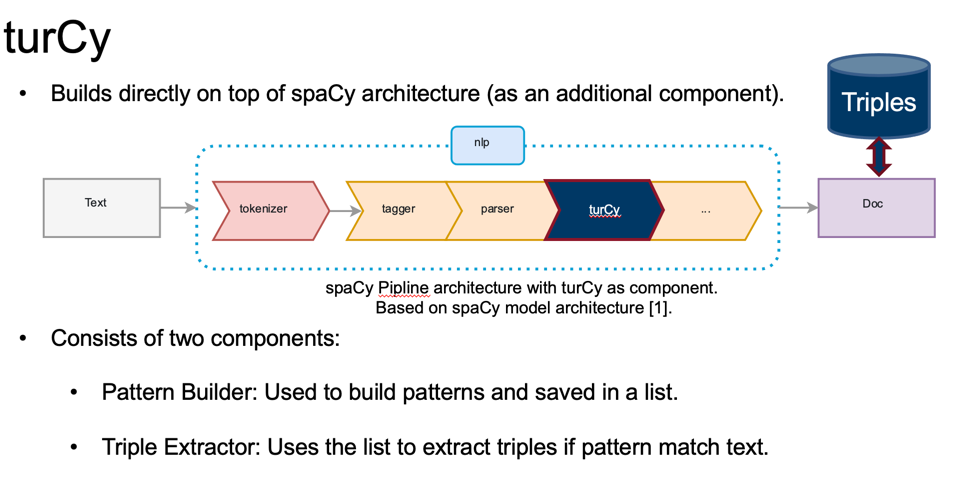 turCy
• Builds directly on top of spaCy architecture (as an additional component).
Triples
nlp
Text
tokenizer
tagger
parser
turCy
...
Doc
spaCy Pipline architecture with turCy as component.
Based on spaCy model architecture [1].
• Consists of two components:
• Pattern Builder: Used to build patterns and saved in a list.
• Triple Extractor: Uses the list to extract triples if pattern match text.